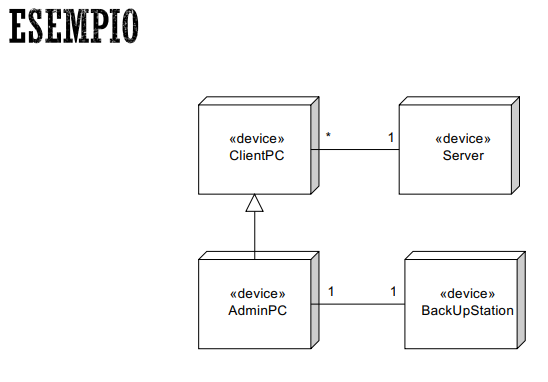 ESEMPIO
«device»
ClientPC
*
1
«device»
Server
«device»
AdminPC
1
1
«device»
BackUpStation